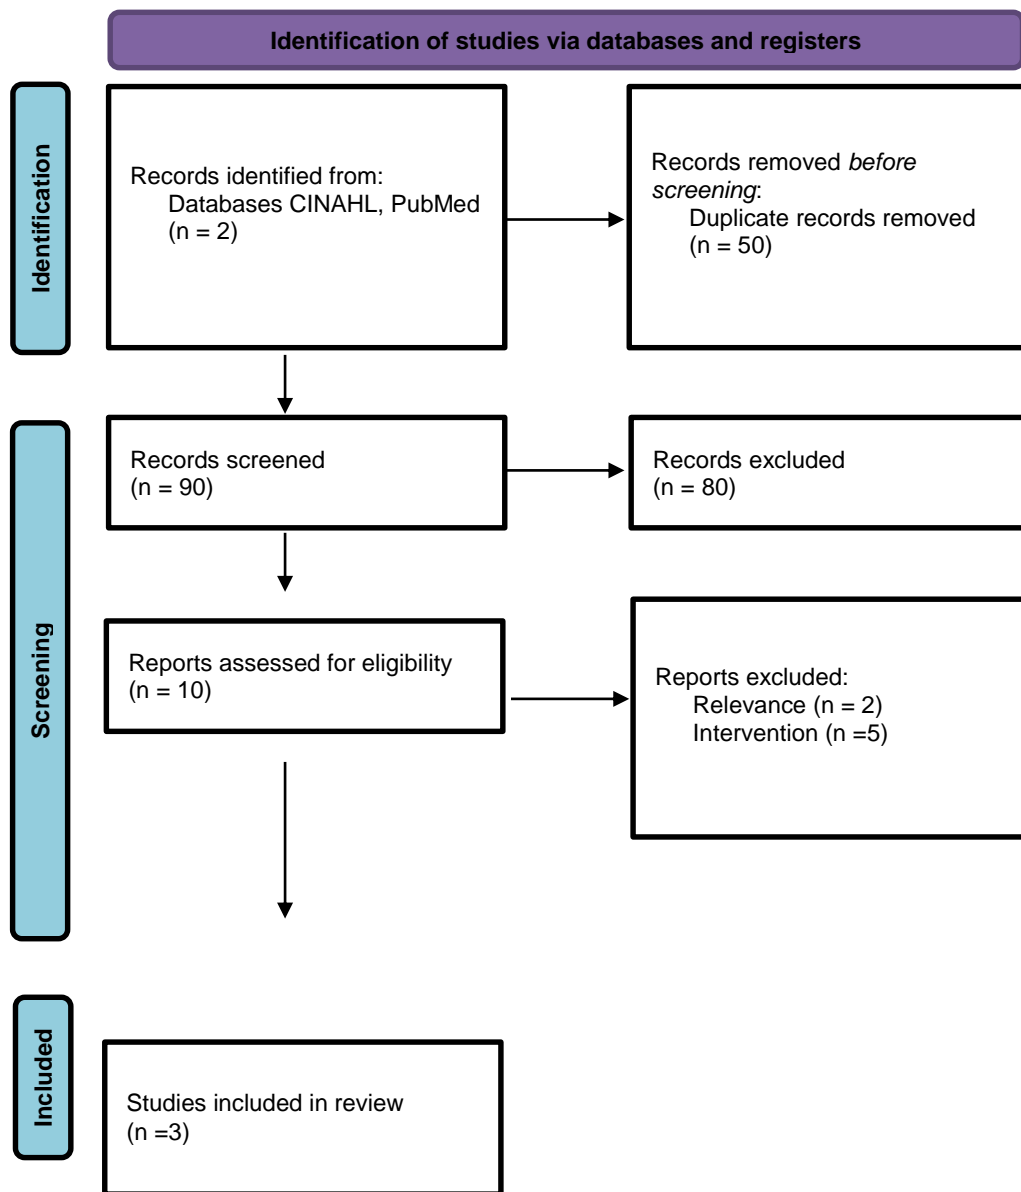 Identification of studies via databases and registers
Identification
Records identified from:
Databases CINAHL, PubMed
(n = 2)
Records removed before
screening:
Duplicate records removed
(n = 50)
Screening
Records screened
(n = 90)
Records excluded
(n = 80)
Reports assessed for eligibility
(n = 10)
Reports excluded:
Relevance (n = 2)
Intervention (n =5)
Included
Studies included in review
(n =3)